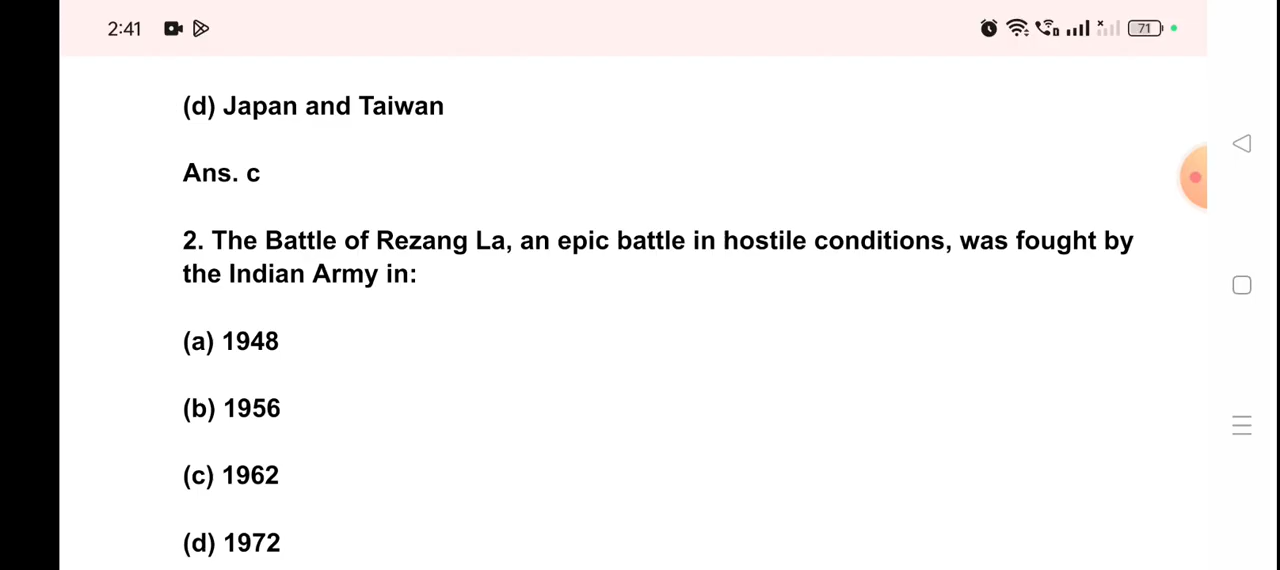 2:41
71
(d) Japan and Taiwan
Ans. c
2. The Battle of Rezang La, an epic battle in hostile conditions, was fought by
the Indian Army in:
(a) 1948
(b) 1956
(c) 1962
(d) 1972